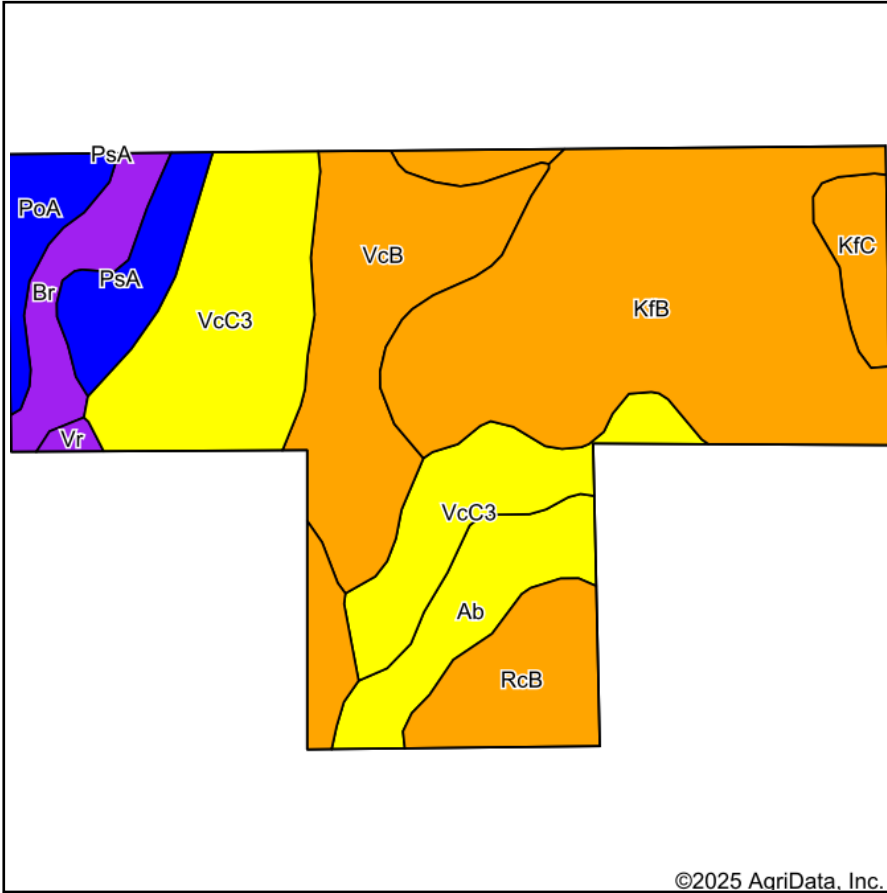 PsA
PoA
KfC
VcB
PsA
Br
KfB
VcC3
Vr
VcC3
Ab
RcB
©2025 AgriData, Inc.